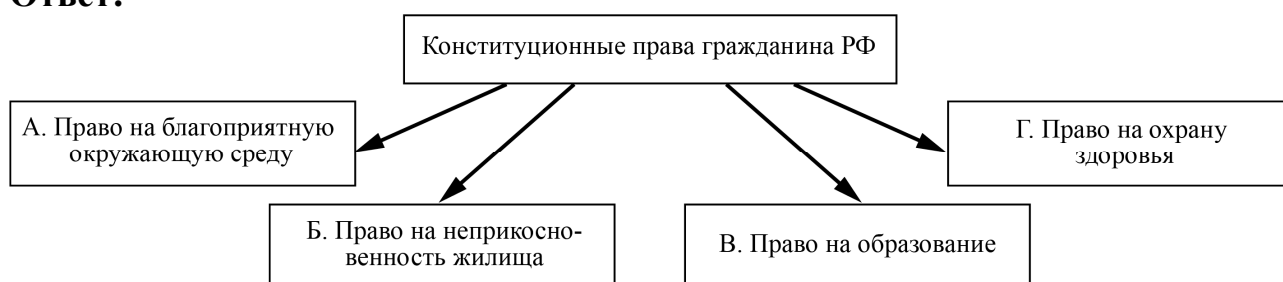 Ответ:
Конституционные права гражданина РФ
А. Право на благоприятную
окружающую среду
Г. Право на охрану
здоровья
Б. Право на неприкосно-
венность жилища
В. Право на образование